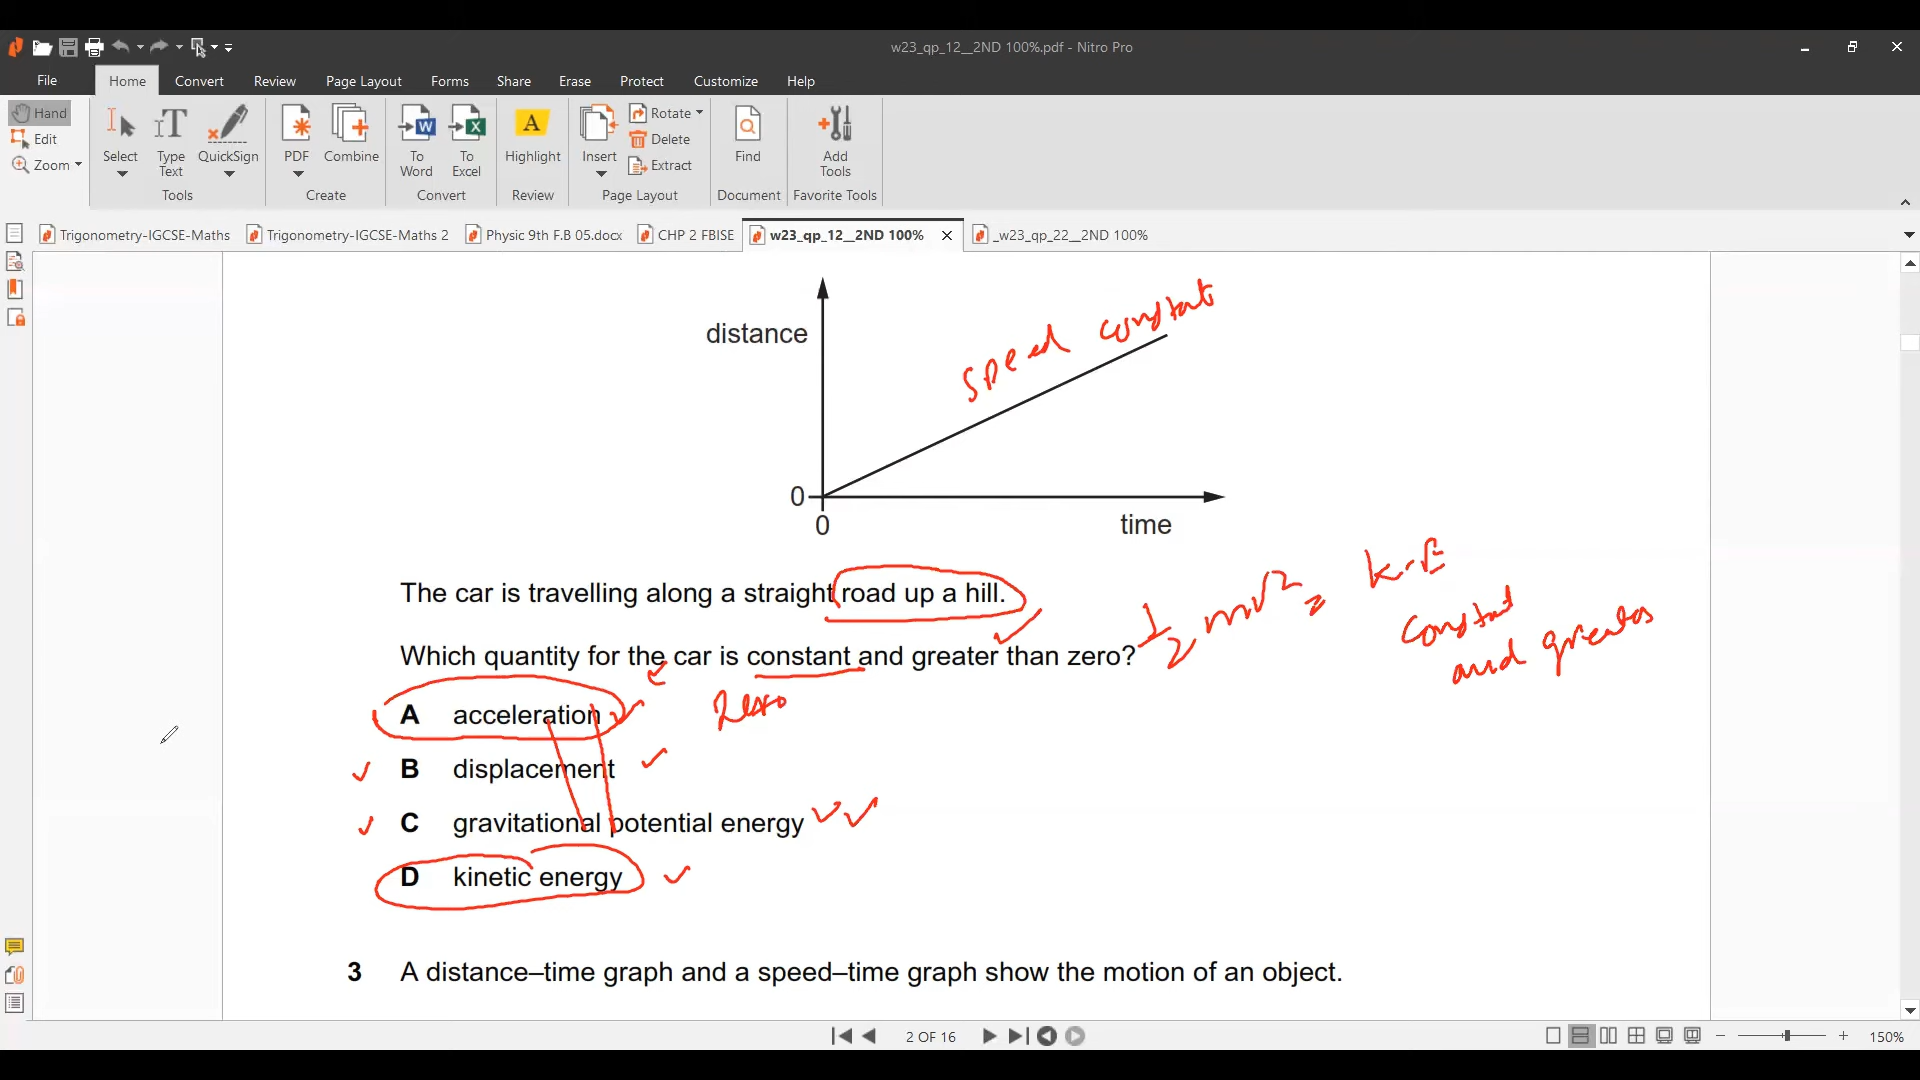 w23_qp_12__2ND 100%.pdf - Nitro Pro
File Home Convert Review Page Layout Forms Share Erase Protect Customize Help
Hand
Edit
Zoom
Select
Type Text
QuickSign
Tools
PDF
Combine
Create
To Word
To Excel
Convert
Highlight
Review
Insert
Rotate
Delete
Extract
Page Layout
Find
Document
Add Tools
Favorite Tools
Trigonometry-IGCSE-Maths
Trigonometry-IGCSE-Maths 2
Physic 9th F.B 05.docx
CHP 2 FBISE
w23_qp_12__2ND 100%
_w23_qp_22__2ND 100%
distance
speed constant
0
0
time
The car is travelling along a straight road up a hill.
Which quantity for the car is constant and greater than zero?
½ mv²
K.E
constant
and greater
A acceleration
zero
B displacement
C gravitational potential energy
D kinetic energy
3 A distance–time graph and a speed–time graph show the motion of an object.
2 OF 16
150%